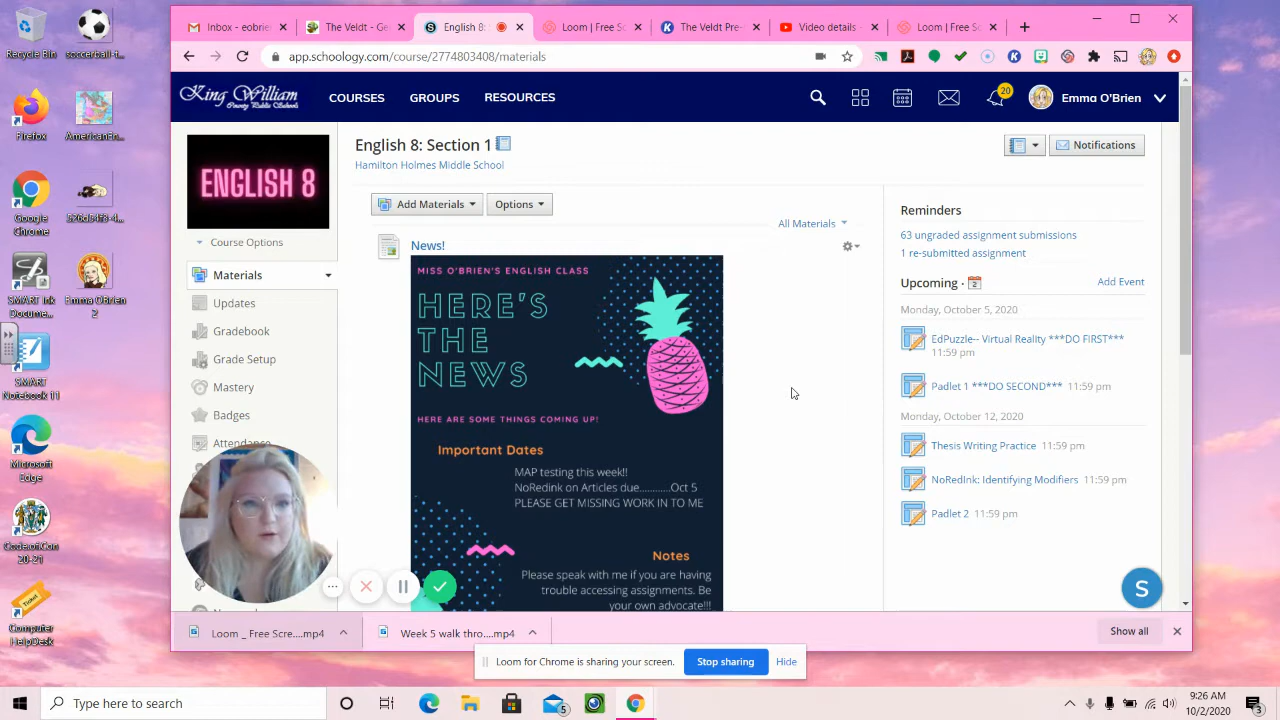 Recycle Bin
soccerball-t...
Firefox
AmericanEn...
Google
Chrome
SMART Ink
Docume...
Emma O'Brien
2
SMART
Notebook 11
Microsoft
Edge
CodeofCon
20-21
Computer
HelpDesk
Inbox - eobrie
The Veldt - Ge
English 8:
Loom | Free Sc
The Veldt Pre-
Video details -
Loom | Free Sc
app.schoology.com/course/2774803408/materials
King William
County Public Schools
COURSES
GROUPS
RESOURCES
20
Emma O'Brien
ENGLISH 8
Course Options
Materials
Updates
Gradebook
Grade Setup
Mastery
Badges
Attendance
English 8: Section 1
Hamilton Holmes Middle School
Notifications
Add Materials
Options
All Materials
News!
MISS O'BRIEN'S ENGLISH CLASS
HERE'S
THE
NEWS
HERE ARE SOME THINGS COMING UP!
Important Dates
MAP testing this week!!
NoRedink on Articles due............Oct 5
PLEASE GET MISSING WORK IN TO ME
Notes
Please speak with me if you are having
trouble accessing assignments. Be
your own advocate!!!
Reminders
63 ungraded assignment submissions
1 re-submitted assignment
Upcoming · 2
Add Event
Monday, October 5, 2020
EdPuzzle-- Virtual Reality ***DO FIRST***
11:59 pm
Padlet 1 ***DO SECOND*** 11:59 pm
Monday, October 12, 2020
Thesis Writing Practice 11:59 pm
NoRedInk: Identifying Modifiers 11:59 pm
Padlet 2 11:59 pm
S
Loom _ Free Scre....mp4
Week 5 walk thro....mp4
Show all
Loom for Chrome is sharing your screen.
Stop sharing
Hide
Type here to search
5
9:26 AM
10/2/2020
3